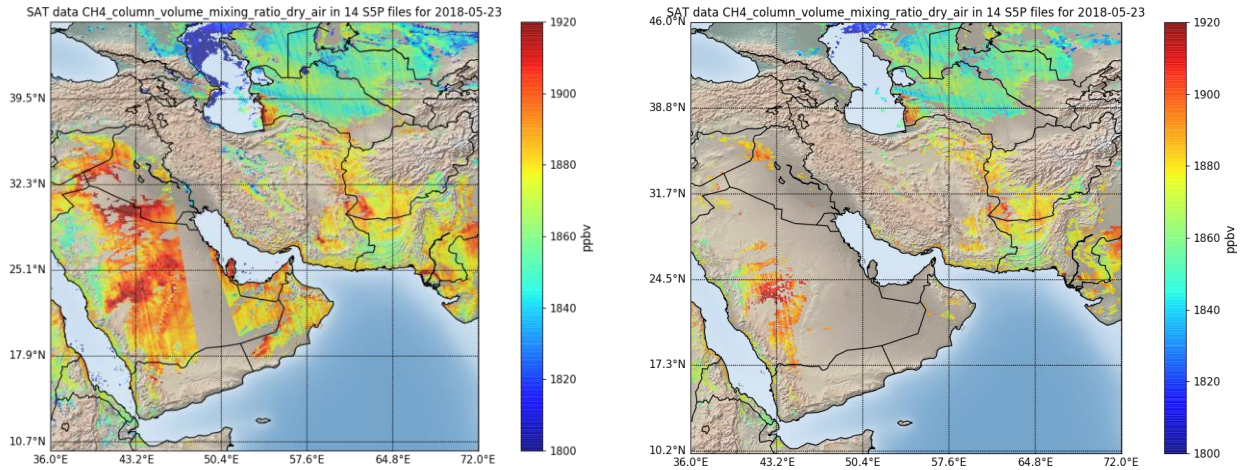 SAT data CH4_column_volume_mixing_ratio_dry_air in 14 S5P files for 2018-05-23
39.5°N
32.3°N
25.1°N
17.9°N
10.7°N
36.0°E 43.2°E 50.4°E 57.6°E 64.8°E 72.0°E
1920
1900
1880
1860
1840
1820
1800
ppbv
SAT data CH4_column_volume_mixing_ratio_dry_air in 14 S5P files for 2018-05-23
46.0°N
38.8°N
31.7°N
24.5°N
17.3°N
10.2°N
36.0°E 43.2°E 50.4°E 57.6°E 64.8°E 72.0°E
1920
1900
1880
1860
1840
1820
1800
ppbv